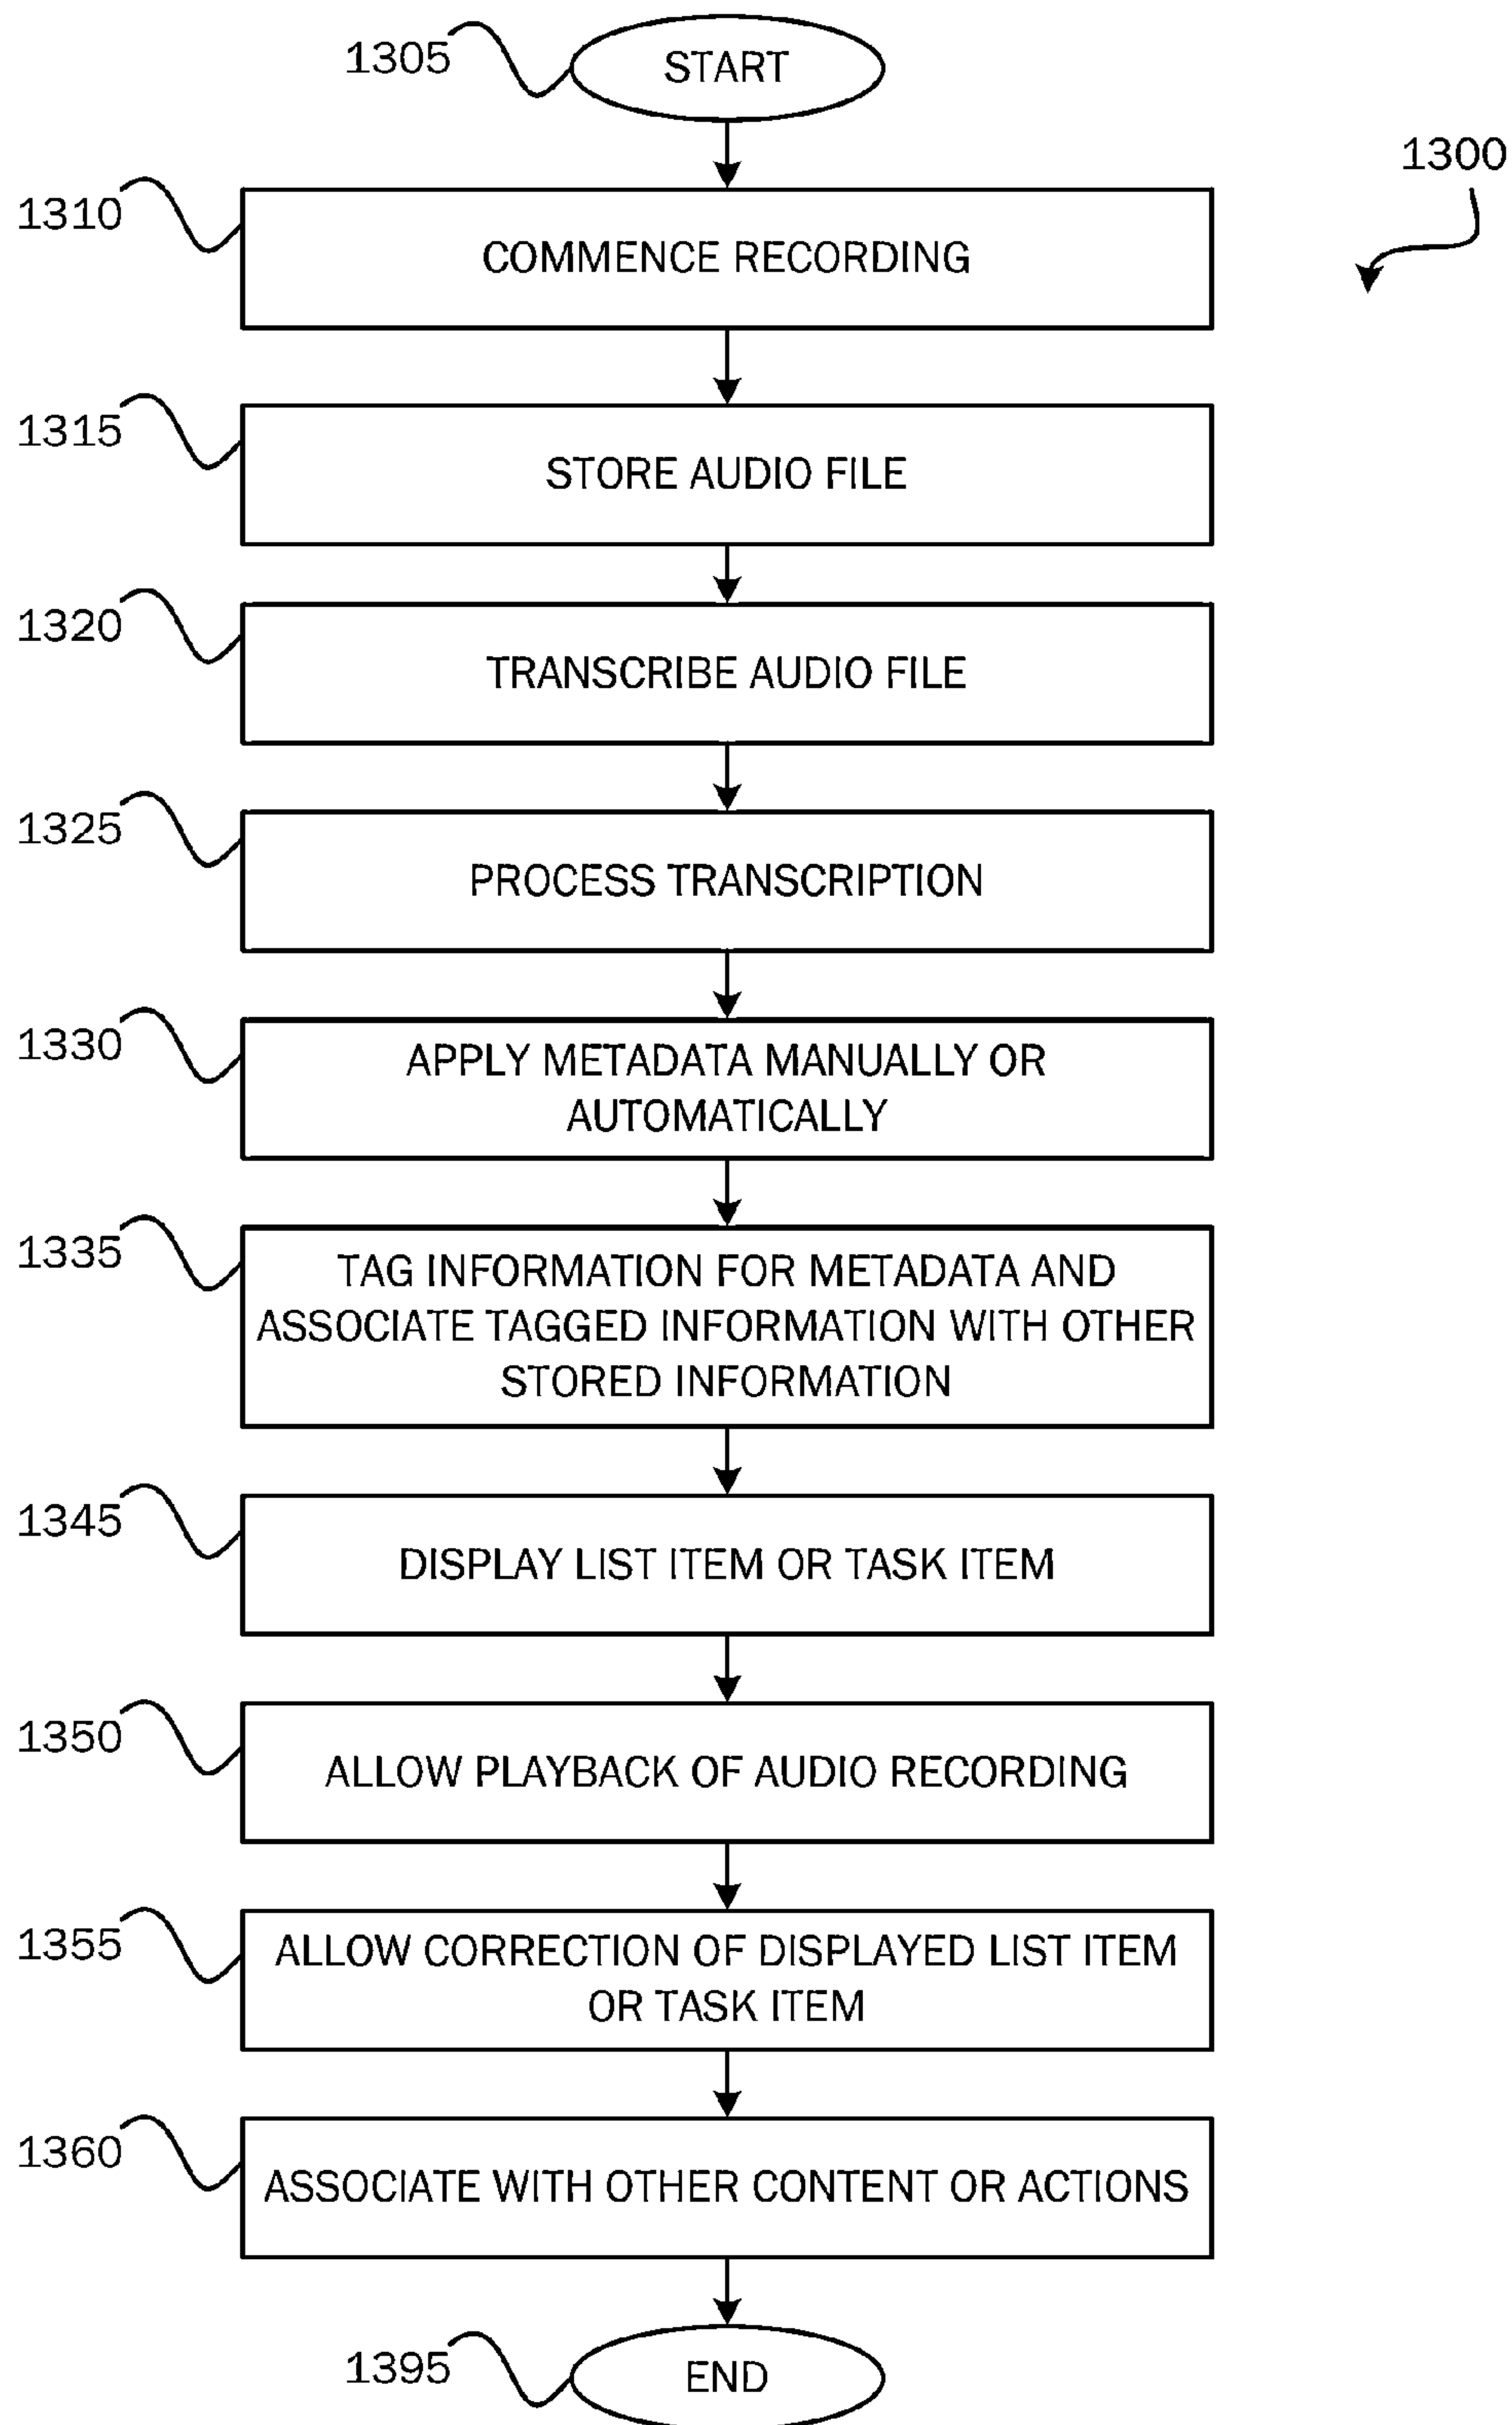 1305
START
1300
1310
COMMENCE RECORDING
1315
STORE AUDIO FILE
1320
TRANSCRIBE AUDIO FILE
1325
PROCESS TRANSCRIPTION
1330
APPLY METADATA MANUALLY OR
AUTOMATICALLY
1335
TAG INFORMATION FOR METADATA AND
ASSOCIATE TAGGED INFORMATION WITH OTHER
STORED INFORMATION
1345
DISPLAY LIST ITEM OR TASK ITEM
1350
ALLOW PLAYBACK OF AUDIO RECORDING
1355
ALLOW CORRECTION OF DISPLAYED LIST ITEM
OR TASK ITEM
1360
ASSOCIATE WITH OTHER CONTENT OR ACTIONS
1395
END